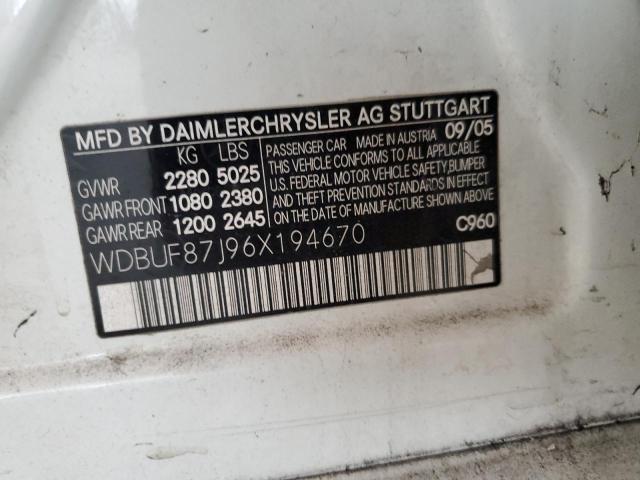 MFD BY DAIMLERCHRYSLER AG STUTTGART
KG LBS
GVWR 2280 5025
GAWR FRONT 1080 2380
GAWR REAR 1200 2645
PASSENGER CAR MADE IN AUSTRIA 09/05
THIS VEHICLE CONFORMS TO ALL APPLICABLE
U.S. FEDERAL MOTOR VEHICLE SAFETY, BUMPER
AND THEFT PREVENTION STANDARDS IN EFFECT
ON THE DATE OF MANUFACTURE SHOWN ABOVE.
C960
WDBUF87J96X194670